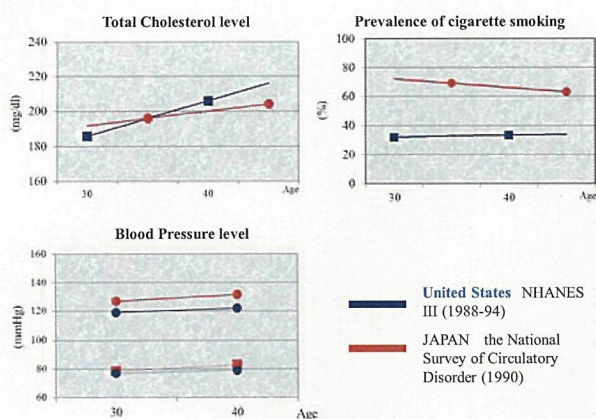 Total Cholesterol level
240
220
200
180
160
(mg/dl)
30
40
Age
Prevalence of cigarette smoking
100
80
60
40
20
0
(%)
30
40
Age
Blood Pressure level
160
140
120
100
80
60
(mmHg)
30
40
Age
United States NHANES
III (1988-94)
JAPAN the National
Survey of Circulatory
Disorder (1990)